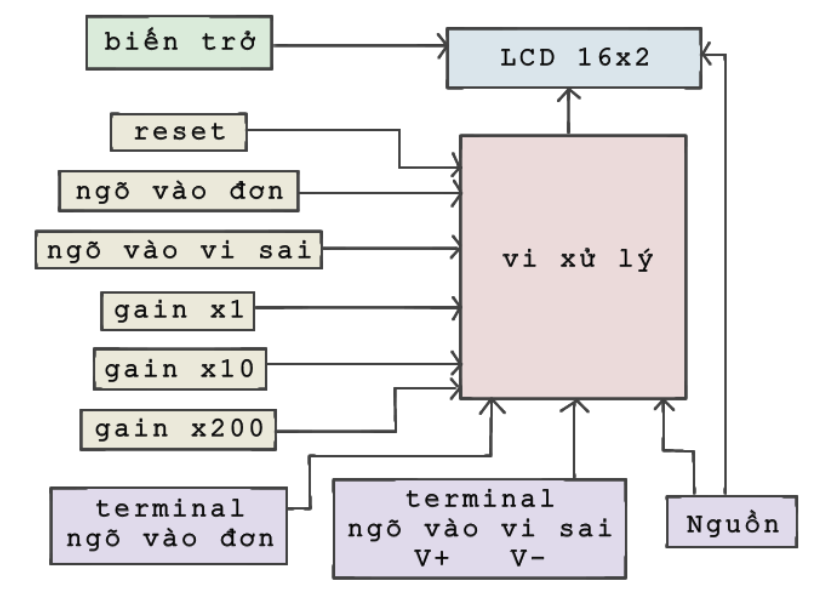 biến trở
LCD 16x2
reset
ngõ vào đơn
ngõ vào vi sai
vi xử lý
gain x1
gain x10
gain x200
terminal
ngõ vào đơn
terminal
ngõ vào vi sai
V+ V-
Nguồn